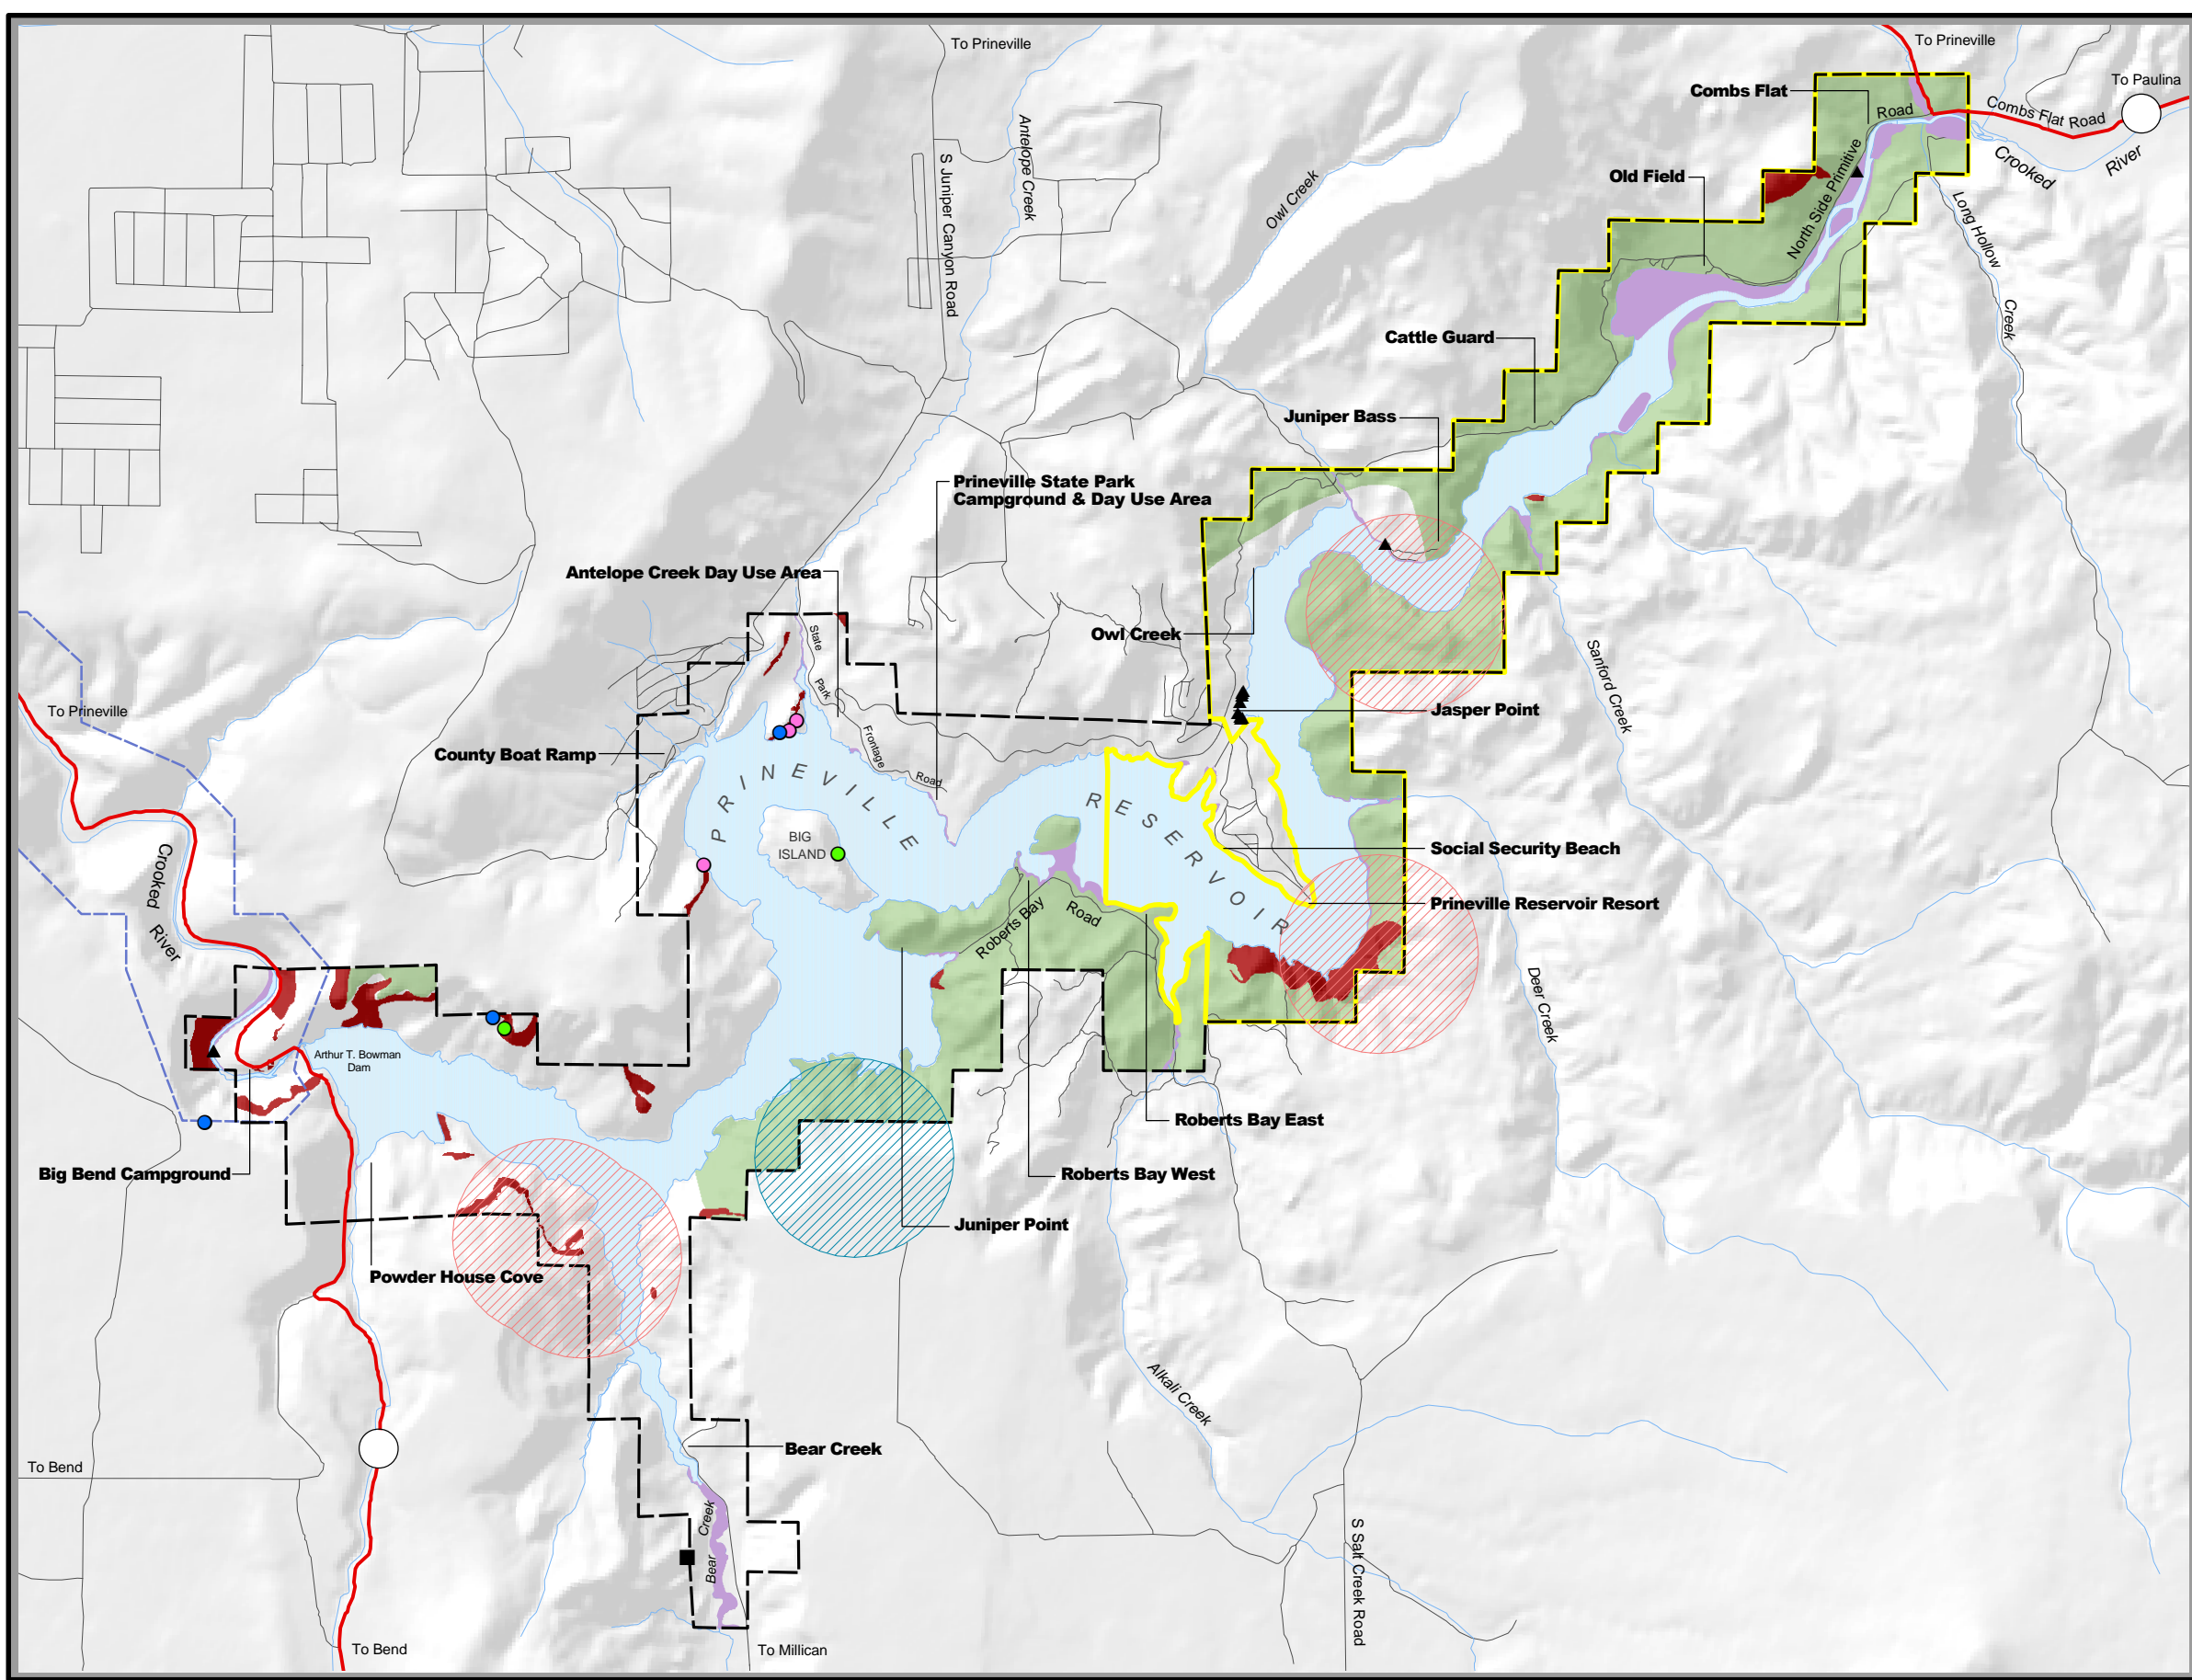 To Prineville
To Prineville
To Paulina
Combs Flat
Road
Combs Flat Road
Crooked
River
Antelope Creek
S Juniper Canyon Road
Owl Creek
Old Field
North Side Primitive
Long Hollow
Creek
Cattle Guard
Juniper Bass
Prineville State Park
Campground & Day Use Area
Antelope Creek Day Use Area
Owl Creek
State
Park
Frontage
Road
Sanford Creek
To Prineville
Jasper Point
County Boat Ramp
PRINEVILLE
RESERVOIR
BIG
ISLAND
Social Security Beach
Prineville Reservoir Resort
Crooked
River
Roberts Bay
Road
Deer Creek
Arthur T. Bowman
Dam
Roberts Bay East
Big Bend Campground
Roberts Bay West
Juniper Point
Powder House Cove
Alkali Creek
Bear Creek
To Bend
Bear
Creek
S Salt Creek Road
To Bend
To Millican